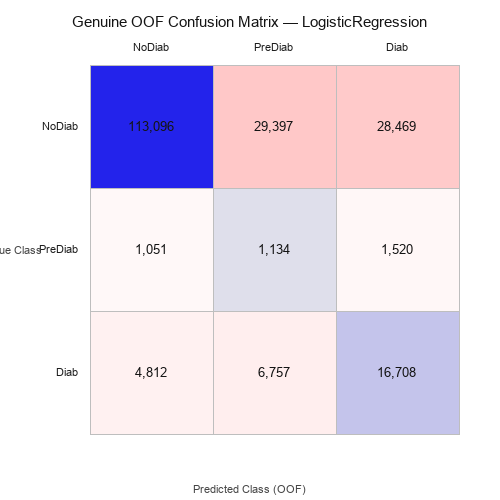 Genuine OOF Confusion Matrix — LogisticRegression
NoDiab PreDiab Diab
NoDiab 113,096 29,397 28,469
ue Class PreDiab 1,051 1,134 1,520
Diab 4,812 6,757 16,708
Predicted Class (OOF)